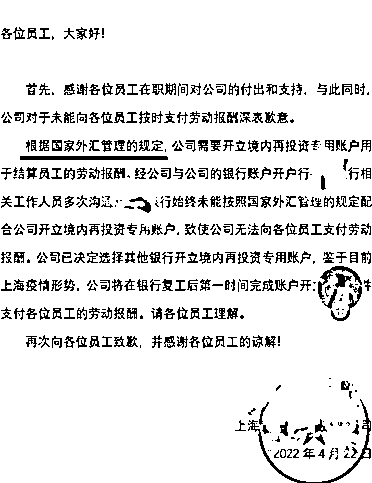 各位员工，大家好！
首先，感谢各位员工在职期间对公司的付出和支持，与此同时，
公司对于未能向各位员工按时支付劳动报酬深表歉意。
根据国家外汇管理的规定，公司需要开立境内再投资专用账户用
于结算员工的劳动报酬。经公司与公司的银行账户开户行 行相
关工作人员多次沟通 行始终未能按照国家外汇管理的规定配
合公司开立境内再投资专用账户，致使公司无法向各位员工支付劳动
报酬。公司已决定选择其他银行开立境内再投资专用账户，鉴于目前
上海疫情形势，公司将在银行复工后第一时间完成账户开
支付各位员工的劳动报酬。请各位员工理解。
再次向各位员工致歉，并感谢各位员工的谅解！
上海 司
2022 年 4 月 22 日